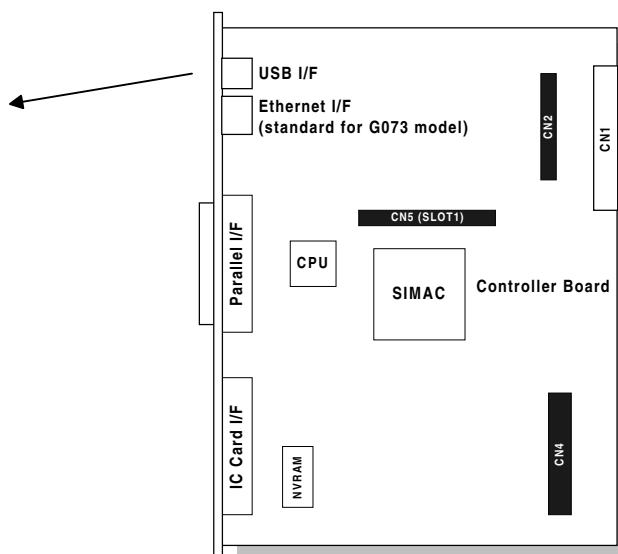 USB I/F
Ethernet I/F
(standard for G073 model)
CN2
CN1
CN5 (SLOT1)
Parallel I/F
CPU
SIMAC
Controller Board
IC Card I/F
NVRAM
CN4